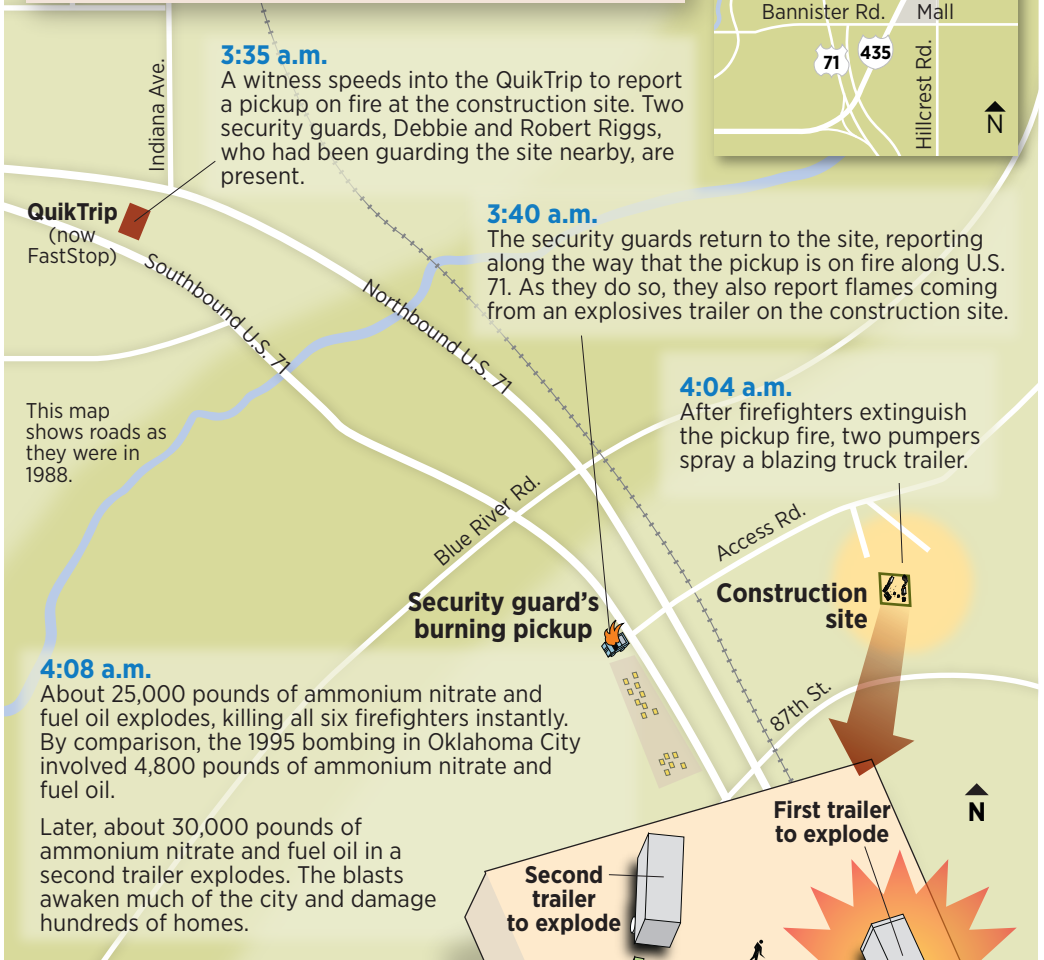 Bannister Rd.
Mall
71
435
Hillcrest Rd.
N
Indiana Ave.
3:35 a.m.
A witness speeds into the QuikTrip to report
a pickup on fire at the construction site. Two
security guards, Debbie and Robert Riggs,
who had been guarding the site nearby, are
present.
QuikTrip
(now
FastStop)
Southbound U.S. 71
Northbound U.S. 71
3:40 a.m.
The security guards return to the site, reporting
along the way that the pickup is on fire along U.S.
71. As they do so, they also report flames coming
from an explosives trailer on the construction site.
This map
shows roads as
they were in
1988.
4:04 a.m.
After firefighters extinguish
the pickup fire, two pumpers
spray a blazing truck trailer.
Blue River Rd.
Access Rd.
Construction
site
Security guard's
burning pickup
87th St.
4:08 a.m.
About 25,000 pounds of ammonium nitrate and
fuel oil explodes, killing all six firefighters instantly.
By comparison, the 1995 bombing in Oklahoma City
involved 4,800 pounds of ammonium nitrate and
fuel oil.
Later, about 30,000 pounds of
ammonium nitrate and fuel oil in a
second trailer explodes. The blasts
awaken much of the city and damage
hundreds of homes.
N
First trailer
to explode
Second
trailer
to explode